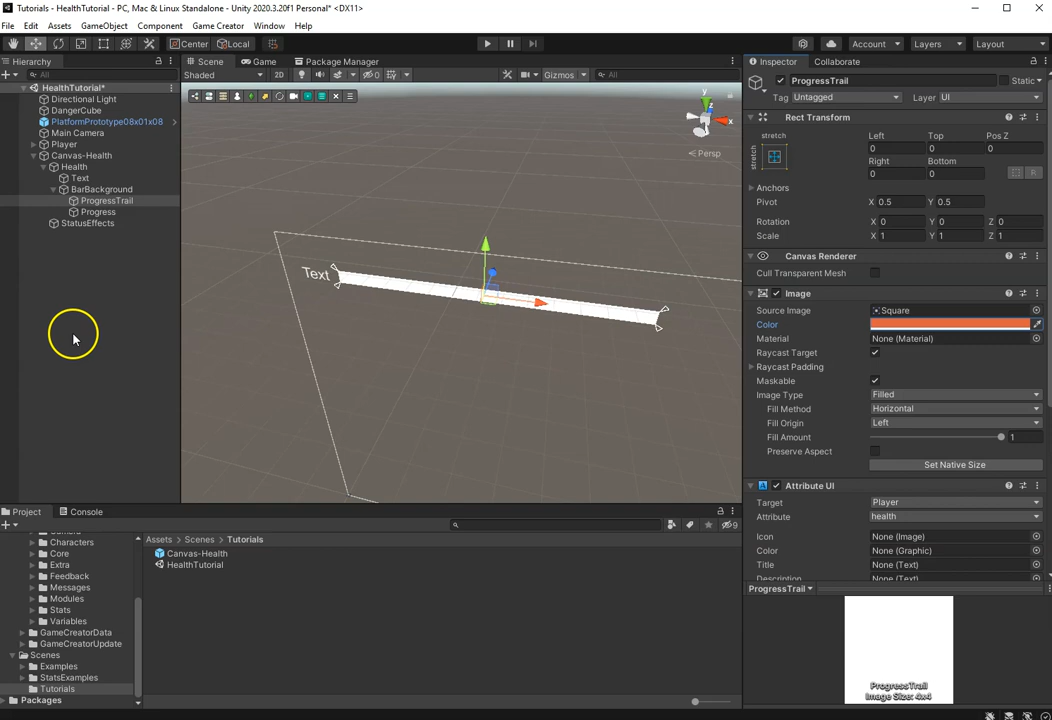 Tutorials - HealthTutorial - PC, Mac & Linux Standalone - Unity 2020.3.20f1 Personal* <DX11>
File Edit Assets GameObject Component Game Creator Window Help
Center Local Account Layers Layout
Hierarchy
All
HealthTutorial*
Directional Light
DangerCube
PlatformPrototype08x01x08
Main Camera
Player
Canvas-Health
Health
Text
BarBackground
ProgressTrail
Progress
StatusEffects
Scene Game Package Manager
Shaded 2D Gizmos All
y
z
x
Persp
Text
Inspector Collaborate
ProgressTrail Static
Tag Untagged Layer UI
Rect Transform
stretch
stretch
Left Top Pos Z
0 0 0
Right Bottom
0 0 R
Anchors
Pivot X 0.5 Y 0.5
Rotation X 0 Y 0 Z 0
Scale X 1 Y 1 Z 1
Canvas Renderer
Cull Transparent Mesh
Image
Source Image Square
Color
Material None (Material)
Raycast Target
Raycast Padding
Maskable
Image Type Filled
Fill Method Horizontal
Fill Origin Left
Fill Amount 1
Preserve Aspect
Set Native Size
Attribute UI
Target Player
Attribute health
Icon None (Image)
Color None (Graphic)
Title None (Text)
Description None (Text)
ProgressTrail
ProgressTrail
Image Size: 4x4
Project Console
9
Characters
Core
Extra
Feedback
Messages
Modules
Stats
Variables
GameCreatorData
GameCreatorUpdate
Scenes
Examples
StatsExamples
Tutorials
Packages
Assets Scenes Tutorials
Canvas-Health
HealthTutorial